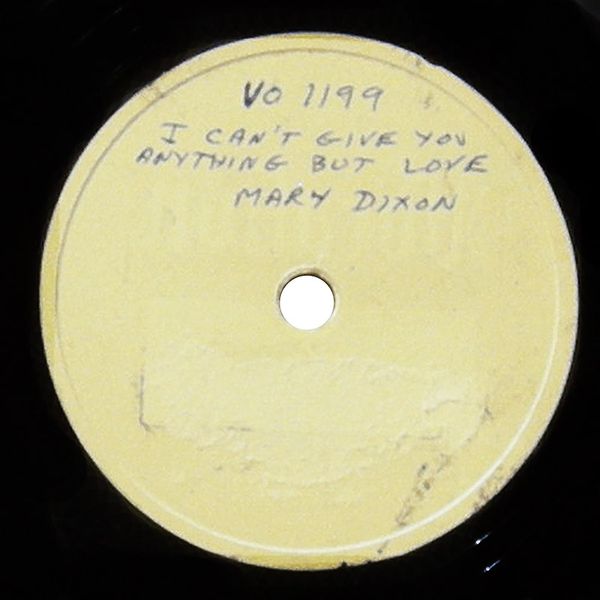 VO 1199
I CAN'T GIVE YOU
ANYTHING BUT LOVE
MARY DIXON